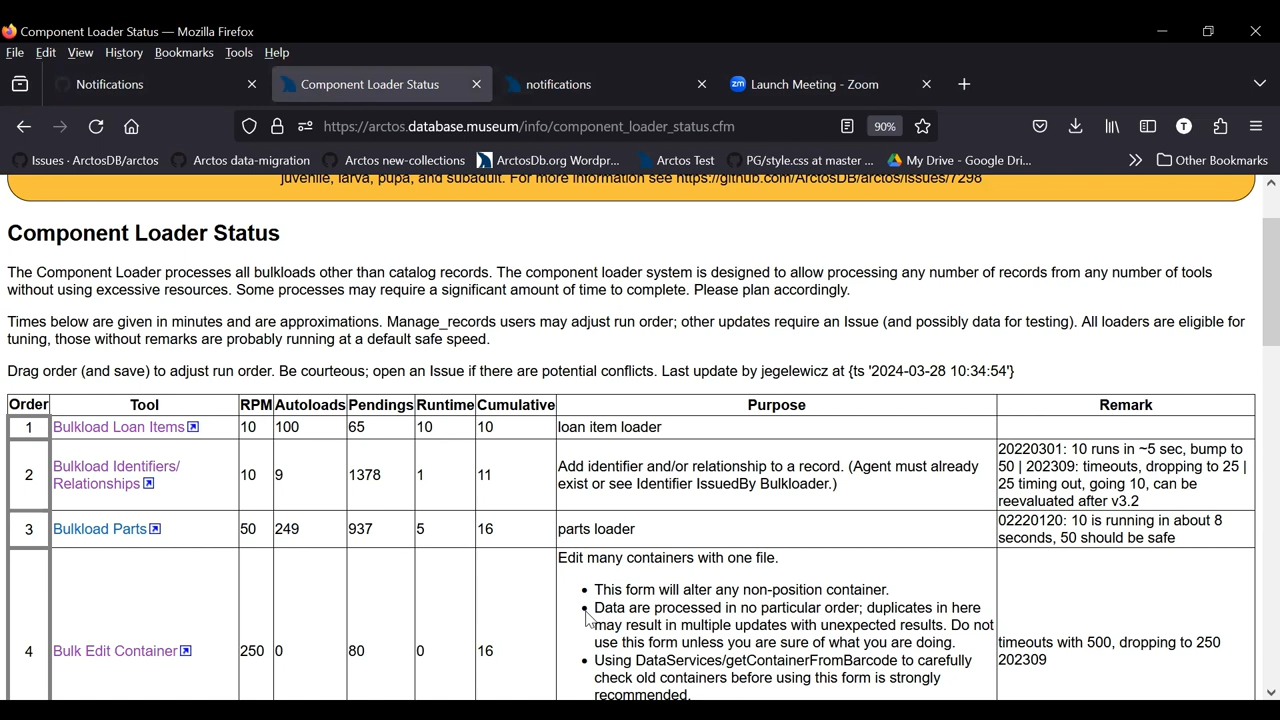 Component Loader Status — Mozilla Firefox
File Edit View History Bookmarks Tools Help
Notifications
Component Loader Status
notifications
zm Launch Meeting - Zoom
https://arctos.database.museum/info/component_loader_status.cfm
90%
T
Issues · ArctosDB/arctos
Arctos data-migration
Arctos new-collections
ArctosDb.org Wordpr...
Arctos Test
PG/style.css at master ...
My Drive - Google Dri...
Other Bookmarks
juvenile, larva, pupa, and subadult. For more information see https://github.com/ArctosDB/arctos/issues/7298
Component Loader Status
The Component Loader processes all bulkloads other than catalog records. The component loader system is designed to allow processing any number of records from any number of tools
without using excessive resources. Some processes may require a significant amount of time to complete. Please plan accordingly.
Times below are given in minutes and are approximations. Manage_records users may adjust run order; other updates require an Issue (and possibly data for testing). All loaders are eligible for
tuning, those without remarks are probably running at a default safe speed.
Drag order (and save) to adjust run order. Be courteous; open an Issue if there are potential conflicts. Last update by jegelewicz at {ts '2024-03-28 10:34:54'}
Order Tool RPM Autoloads Pendings Runtime Cumulative Purpose Remark
1 Bulkload Loan Items 10 100 65 10 10 loan item loader
2 Bulkload Identifiers/
Relationships 10 9 1378 1 11 Add identifier and/or relationship to a record. (Agent must already
exist or see Identifier IssuedBy Bulkloader.)
20220301: 10 runs in ~5 sec, bump to
50 | 202309: timeouts, dropping to 25 |
25 timing out, going 10, can be
reevaluated after v3.2
3 Bulkload Parts 50 249 937 5 16 parts loader
02220120: 10 is running in about 8
seconds, 50 should be safe
4 Bulk Edit Container 250 0 80 0 16
Edit many containers with one file.
• This form will alter any non-position container.
• Data are processed in no particular order; duplicates in here
may result in multiple updates with unexpected results. Do not
use this form unless you are sure of what you are doing.
• Using DataServices/getContainerFromBarcode to carefully
check old containers before using this form is strongly
recommended.
timeouts with 500, dropping to 250
202309